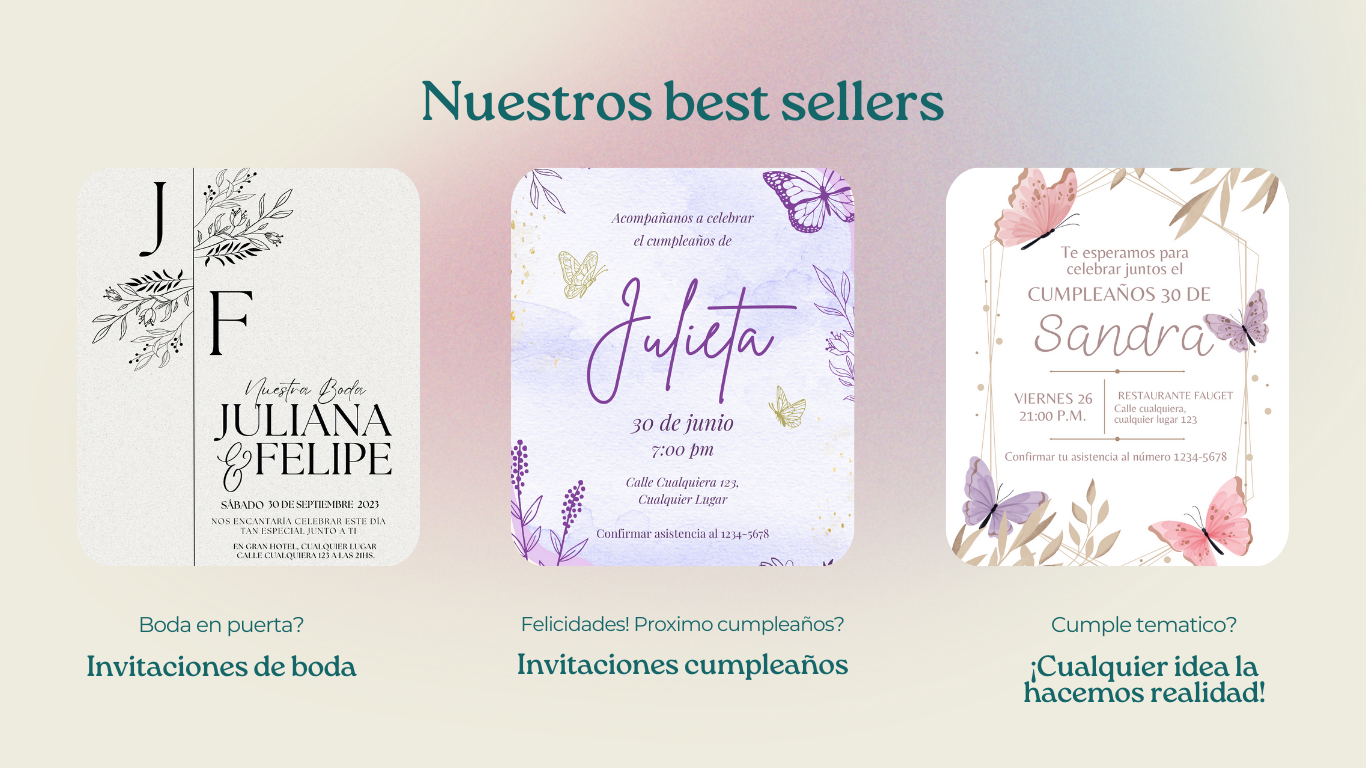 Nuestros best sellers
J
F
Nuestra Boda
JULIANA
&FELIPE
SÁBADO 30 DE SEPTIEMBRE 2023
NOS ENCANTARÍA CELEBRAR ESTE DÍA
TAN ESPECIAL JUNTO A TI
EN GRAN HOTEL, CUALQUIER LUGAR
CALLE CUALQUIERA 123 A LAS 21HS.
Boda en puerta?
Invitaciones de boda
Acompañanos a celebrar
el cumpleaños de
Julieta
30 de junio
7:00 pm
Calle Cualquiera 123,
Cualquier Lugar
Confirmar asistencia al 1234-5678
Felicidades! Proximo cumpleaños?
Invitaciones cumpleaños
Te esperamos para
celebrar juntos el
CUMPLEAÑOS 30 DE
Sandra
VIERNES 26
21:00 P.M.
RESTAURANTE FAUGET
Calle cualquiera,
cualquier lugar 123
Confirmar tu asistencia al número 1234-5678
Cumple tematico?
¡Cualquier idea la
hacemos realidad!